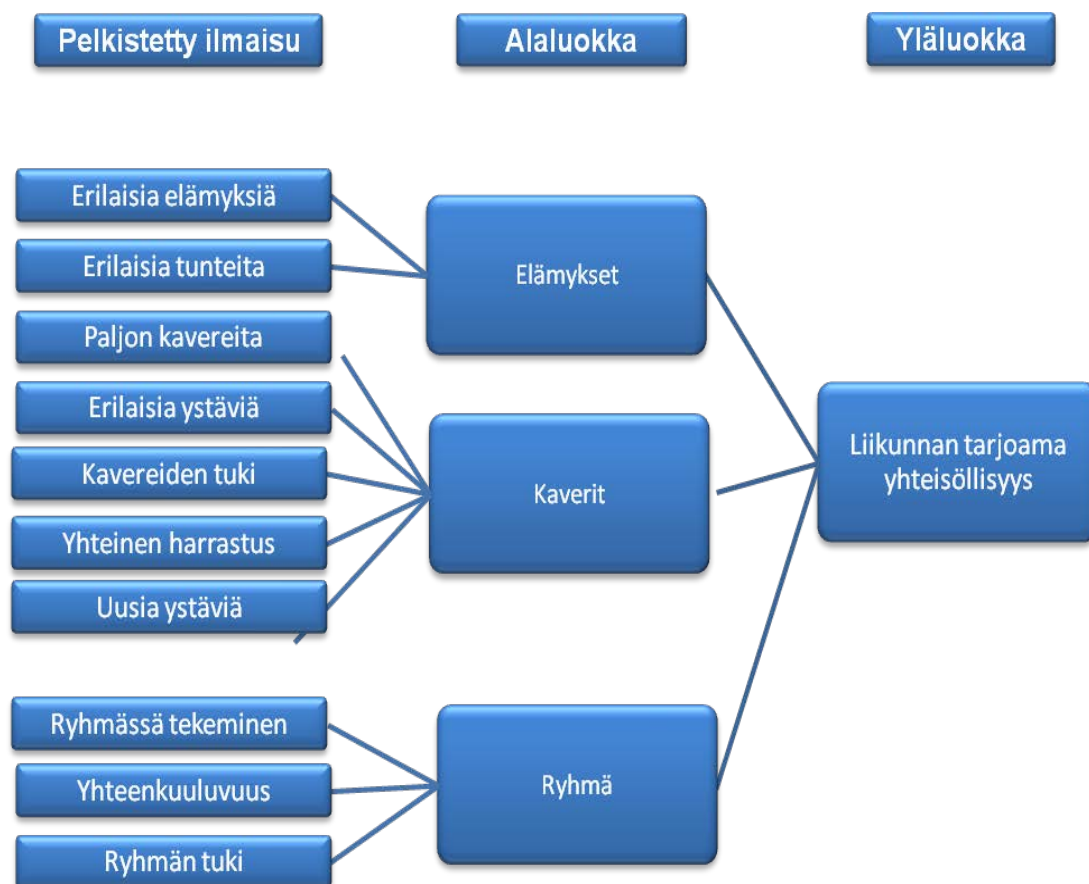 Pelkistetty ilmaisu
Alaluokka
Yläluokka
Erilaisia elämyksiä
Erilaisia tunteita
Paljon kavereita
Erilaisia ystäviä
Kavereiden tuki
Yhteinen harrastus
Uusia ystäviä
Ryhmässä tekeminen
Yhteenkuuluvuus
Ryhmän tuki
Elämykset
Kaverit
Ryhmä
Liikunnan tarjoama
yhteisöllisyys